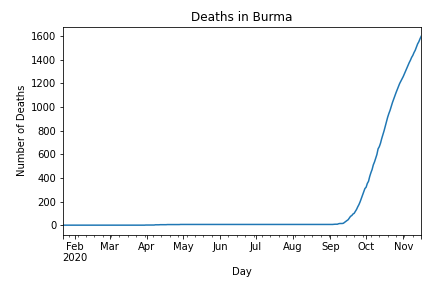 Deaths in Burma
1600
1400
1200
1000
800
600
400
200
0
Number of Deaths
Feb Mar Apr May Jun Jul Aug Sep Oct Nov
2020
Day